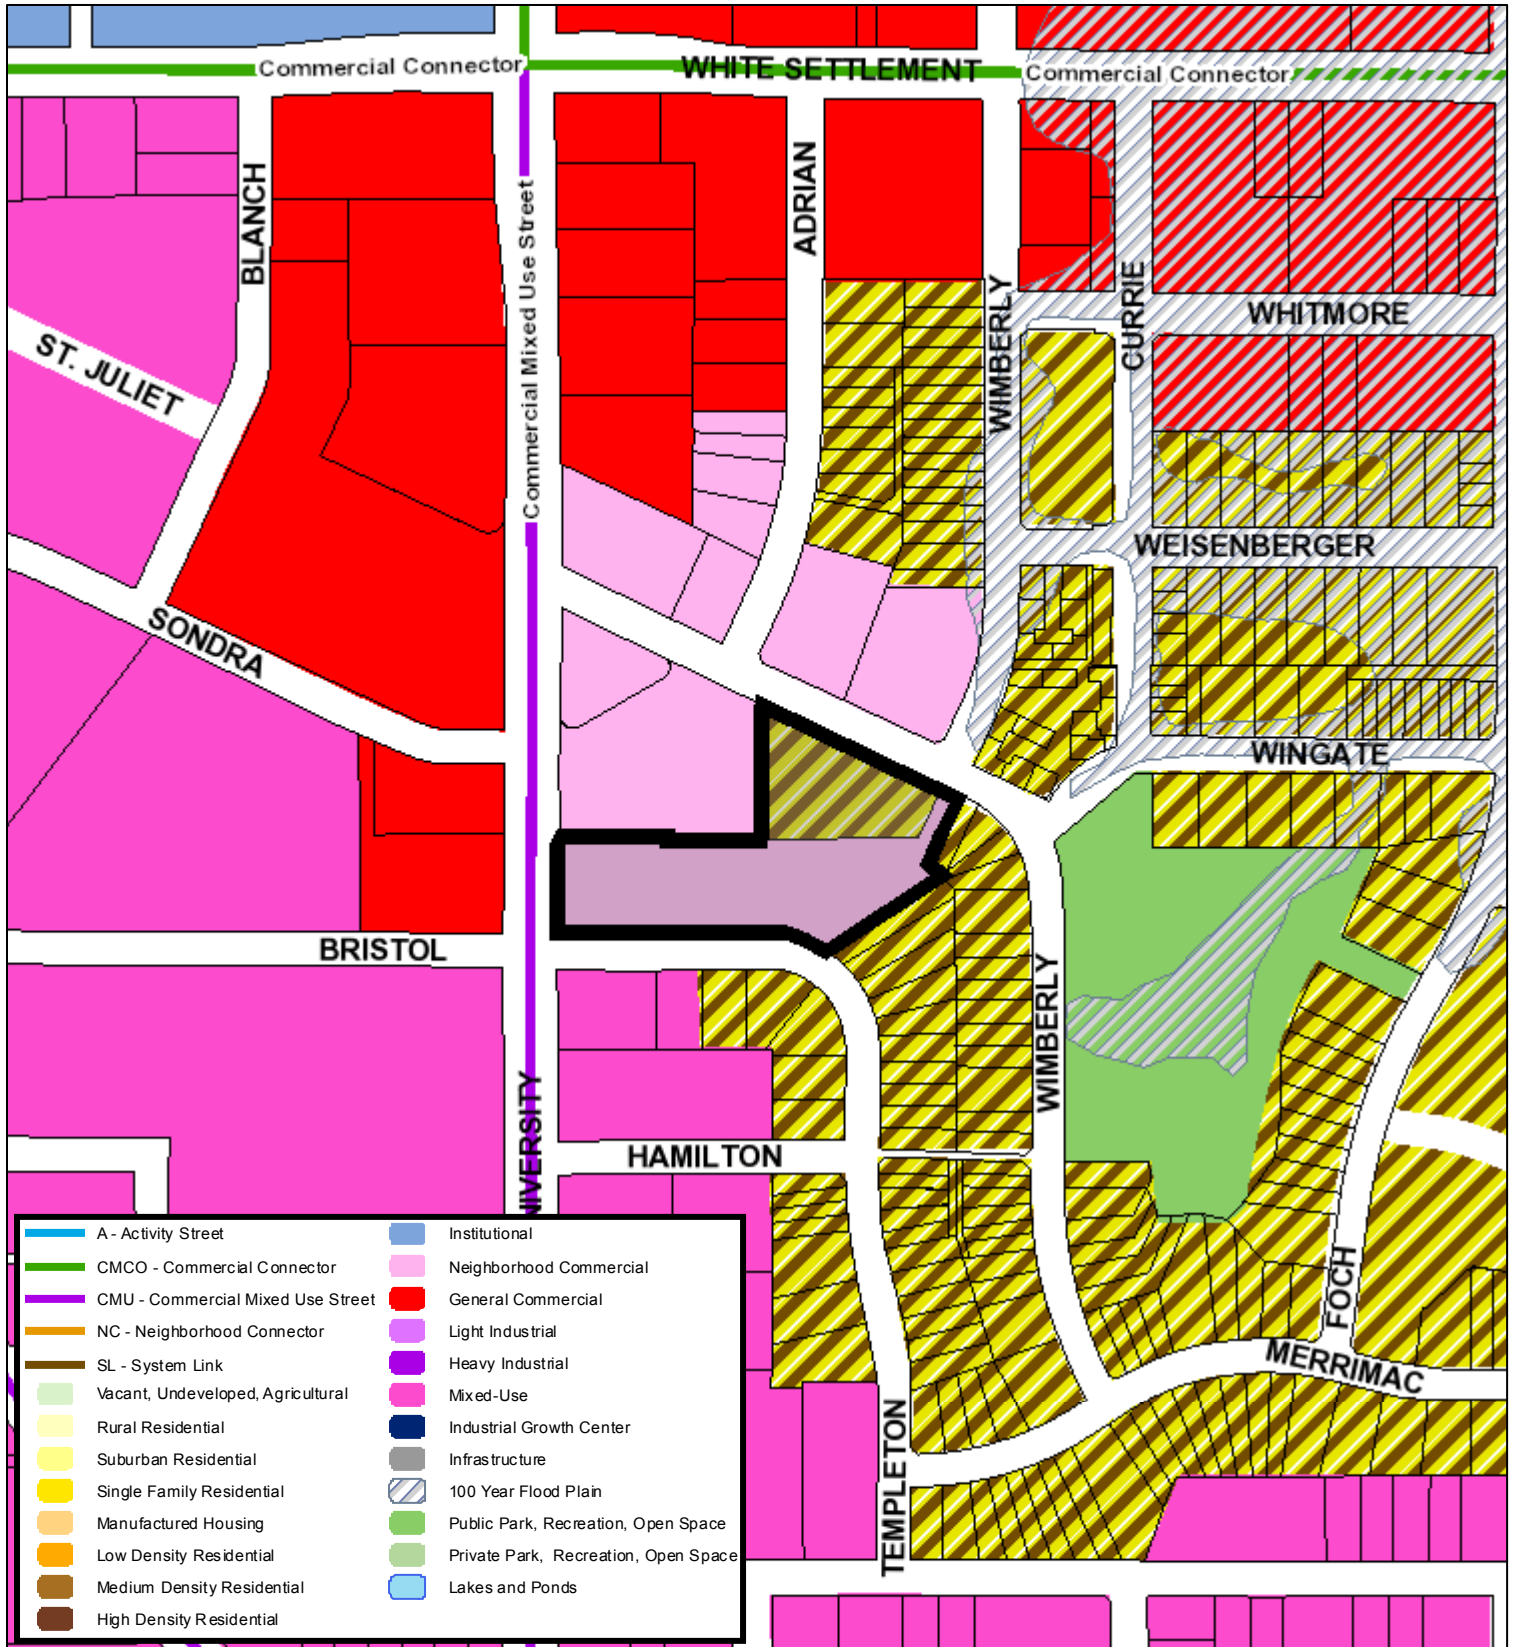 Commercial Connector
WHITE SETTLEMENT
Commercial Connector
BLANCH
Commercial Mixed Use Street
ADRIAN
WIMBERLY
CURRIE
WHITMORE
ST. JULIET
WEISENBERGER
SONDRA
WINGATE
BRISTOL
WIMBERLY
NIVERSITY
HAMILTON
FOCH
MERRIMAC
TEMPLETON
A - Activity Street
CMCO - Commercial Connector
CMU - Commercial Mixed Use Street
NC - Neighborhood Connector
SL - System Link
Vacant, Undeveloped, Agricultural
Rural Residential
Suburban Residential
Single Family Residential
Manufactured Housing
Low Density Residential
Medium Density Residential
High Density Residential
Institutional
Neighborhood Commercial
General Commercial
Light Industrial
Heavy Industrial
Mixed-Use
Industrial Growth Center
Infrastructure
100 Year Flood Plain
Public Park, Recreation, Open Space
Private Park, Recreation, Open Space
Lakes and Ponds